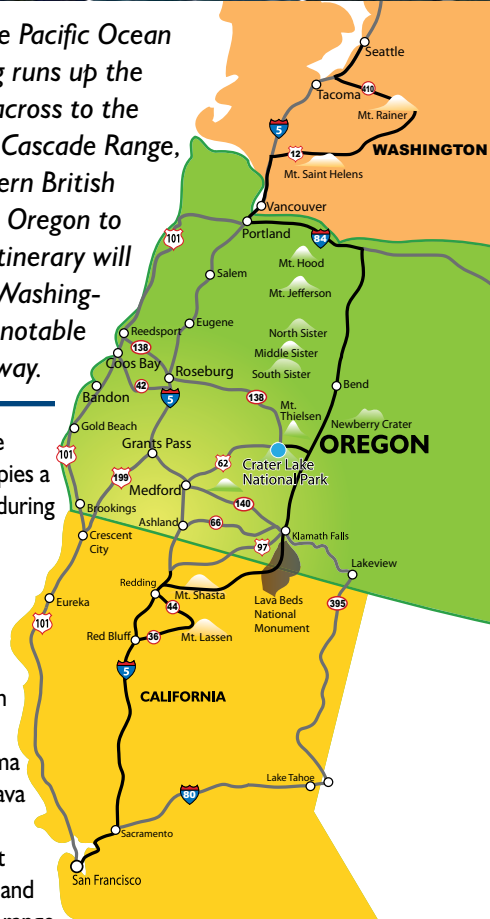 e Pacific Ocean
g runs up the
across to the
Cascade Range,
ern British
Oregon to
tinerary will
Washing-
notable
way.
e
pies a
during
n
ma
ava
t
and
range
Seattle
Tacoma
410
Mt. Rainer
5
WASHINGTON
12
Mt. Saint Helens
Vancouver
Portland
101
84
Mt. Hood
Salem
Mt. Jefferson
Eugene
Reedsport
North Sister
138
Middle Sister
Coos Bay
South Sister
Roseburg
42
138
Bend
Bandon
5
Mt.
Thielsen
Newberry Crater
Gold Beach
OREGON
Grants Pass
101
62
Crater Lake
National Park
199
Medford
140
Brookings
Ashland
66
Klamath Falls
Crescent
City
97
Lakeview
Redding
Mt. Shasta
Lava Beds
National
Monument
395
Eureka
44
101
Red Bluff
36
Mt. Lassen
5
CALIFORNIA
Lake Tahoe
80
Sacramento
San Francisco